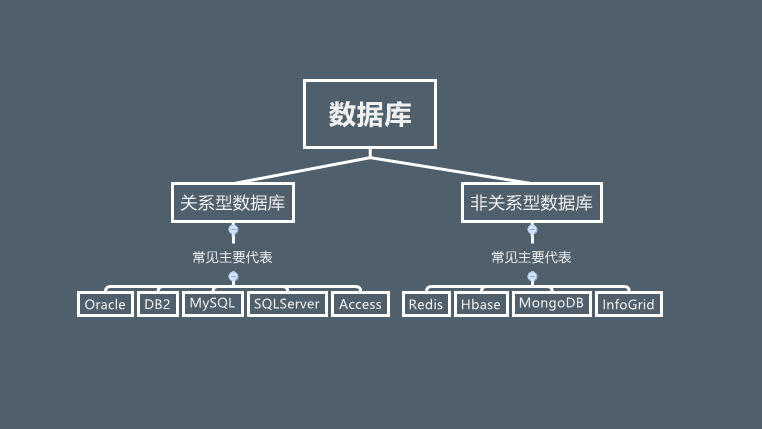 数据库
关系型数据库
非关系型数据库
常见主要代表
常见主要代表
Oracle
DB2
MySQL
SQLServer
Access
Redis
Hbase
MongoDB
InfoGrid